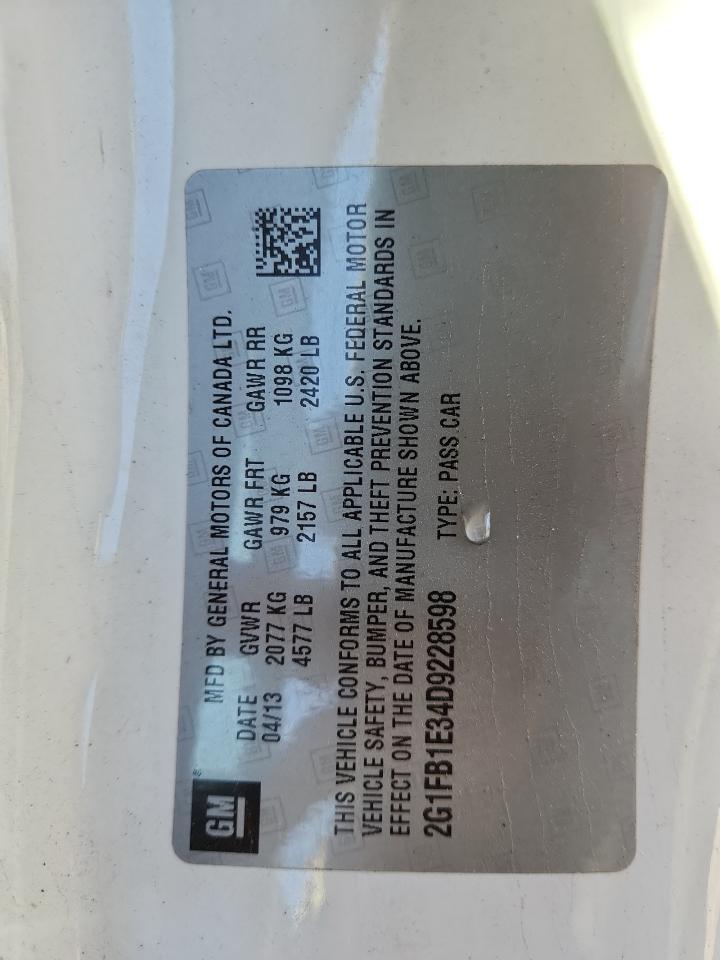 GM®
MFD BY GENERAL MOTORS OF CANADA LTD.
DATE GVWR GAWR FRT GAWR RR
04/13 2077 KG 979 KG 1098 KG
4577 LB 2157 LB 2420 LB
THIS VEHICLE CONFORMS TO ALL APPLICABLE U.S. FEDERAL MOTOR
VEHICLE SAFETY, BUMPER, AND THEFT PREVENTION STANDARDS IN
EFFECT ON THE DATE OF MANUFACTURE SHOWN ABOVE.
2G1FB1E34D9228598 TYPE: PASS CAR